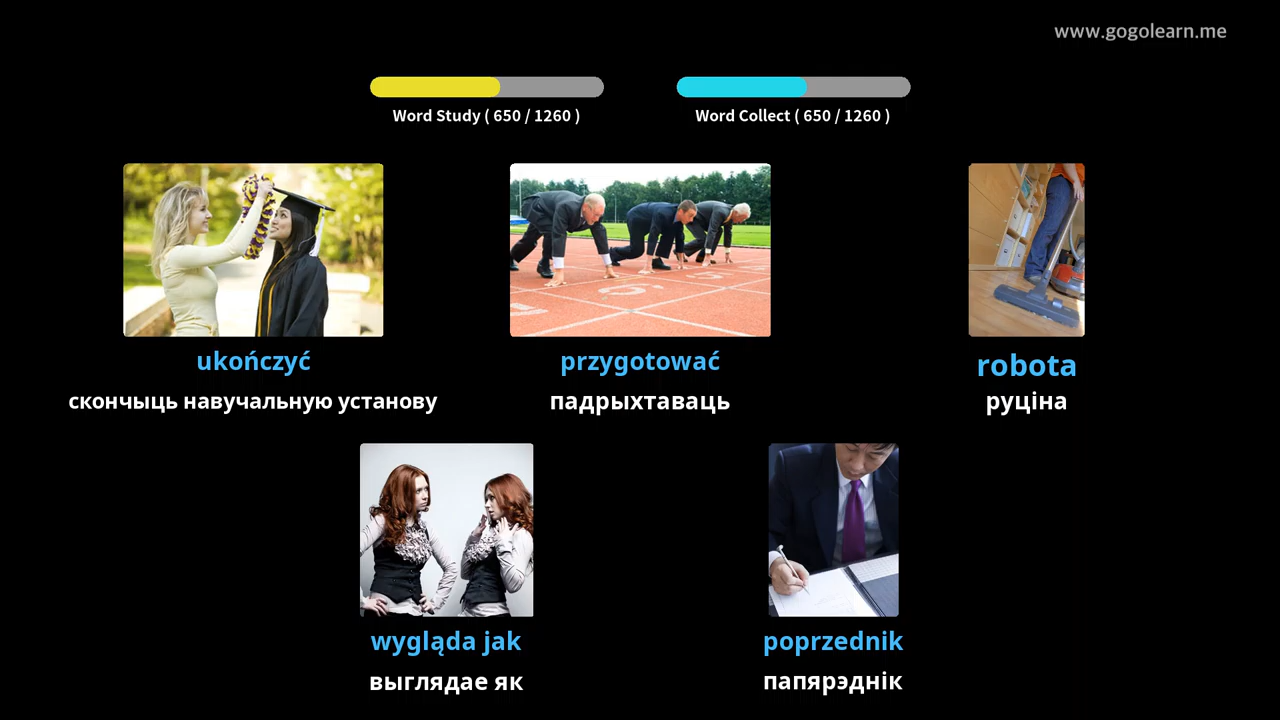 www.gogolearn.me
Word Study ( 650 / 1260 )
Word Collect ( 650 / 1260 )
ukończyć
przygotować
robota
скончыць навучальную установу
падрыхтаваць
руціна
wygląda jak
poprzednik
выглядае як
папярэднік